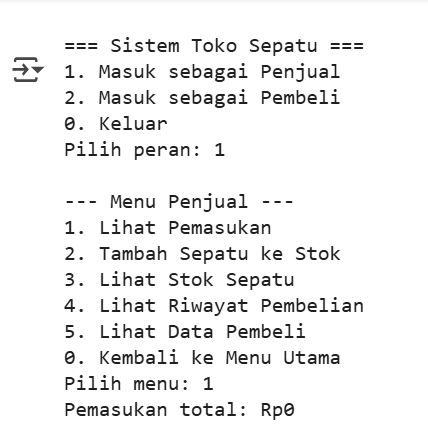 === Sistem Toko Sepatu ===
1. Masuk sebagai Penjual
2. Masuk sebagai Pembeli
0. Keluar
Pilih peran: 1
--- Menu Penjual ---
1. Lihat Pemasukan
2. Tambah Sepatu ke Stok
3. Lihat Stok Sepatu
4. Lihat Riwayat Pembelian
5. Lihat Data Pembeli
0. Kembali ke Menu Utama
Pilih menu: 1
Pemasukan total: Rp0